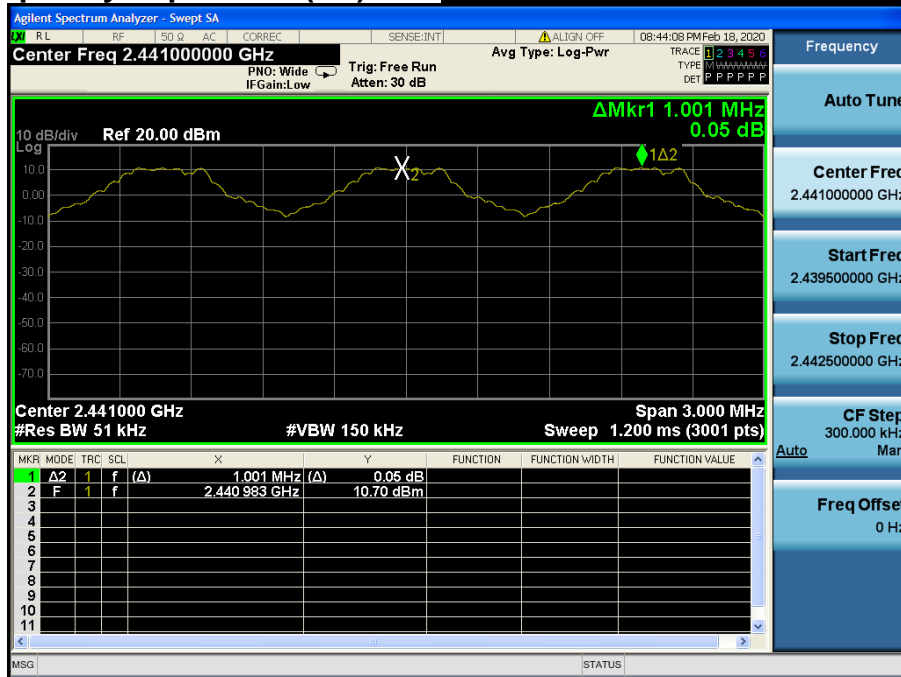 Agilent Spectrum Analyzer - Swept SA
LXI RL RF 50 Ω AC CORREC SENSE:INT ALIGN OFF 08:44:08 PM Feb 18, 2020
Center Freq 2.441000000 GHz
PNO: Wide
IFGain:Low
Trig: Free Run
Atten: 30 dB
Avg Type: Log-Pwr
TRACE 1 2 3 4 5 6
TYPE M WWWWW
DET P P P P P P
ΔMkr1 1.001 MHz
0.05 dB
10 dB/div Ref 20.00 dBm
Log
10.0
0.00
-10.0
-20.0
-30.0
-40.0
-50.0
-60.0
-70.0
X2
1Δ2
Center 2.441000 GHz Span 3.000 MHz
#Res BW 51 kHz #VBW 150 kHz Sweep 1.200 ms (3001 pts)
MKR MODE TRC SCL X Y FUNCTION FUNCTION WIDTH FUNCTION VALUE
1 Δ2 1 f (Δ) 1.001 MHz (Δ) 0.05 dB
2 F 1 f 2.440 983 GHz 10.70 dBm
3
4
5
6
7
8
9
10
11
MSG STATUS
Frequency
Auto Tune
Center Freq
2.441000000 GHz
Start Freq
2.439500000 GHz
Stop Freq
2.442500000 GHz
CF Step
300.000 kHz
Auto Man
Freq Offset
0 Hz